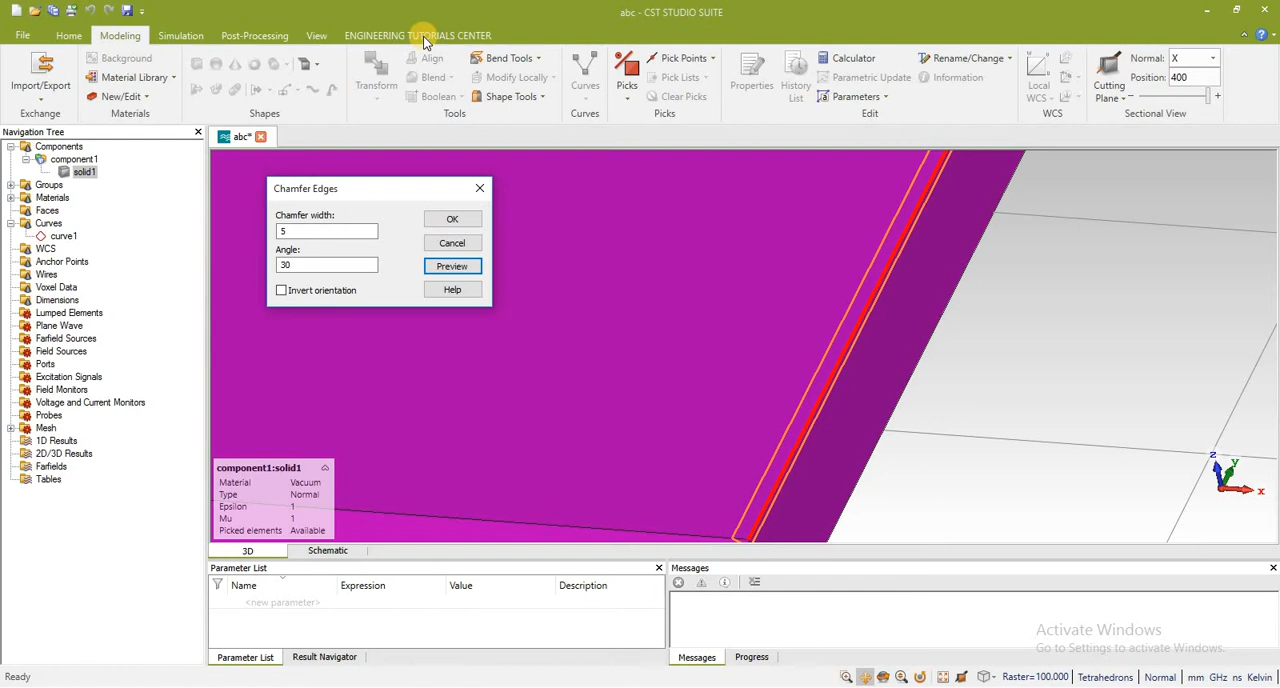 abc - CST STUDIO SUITE
File Home Modeling Simulation Post-Processing View ENGINEERING TUTORIALS CENTER
Import/Export
Exchange
Background
Material Library
New/Edit
Materials
Shapes
Transform
Align
Blend
Boolean
Bend Tools
Modify Locally
Shape Tools
Tools
Curves
Curves
Picks
Pick Points
Pick Lists
Clear Picks
Picks
Properties
History List
Calculator
Parametric Update
Parameters
Rename/Change
Information
Edit
Local WCS
WCS
Cutting Plane
Normal: X
Position: 400
Sectional View
Navigation Tree
Components
component1
solid1
Groups
Materials
Faces
Curves
curve1
WCS
Anchor Points
Wires
Voxel Data
Dimensions
Lumped Elements
Plane Wave
Farfield Sources
Field Sources
Ports
Excitation Signals
Field Monitors
Voltage and Current Monitors
Probes
Mesh
1D Results
2D/3D Results
Farfields
Tables
abc*
Chamfer Edges
Chamfer width:
5
Angle:
30
Invert orientation
OK
Cancel
Preview
Help
component1:solid1
Material Vacuum
Type Normal
Epsilon 1
Mu 1
Picked elements Available
z
y
x
3D Schematic
Parameter List
Name Expression Value Description
<new parameter>
Parameter List Result Navigator
Messages
Activate Windows
Go to Settings to activate Windows.
Messages Progress
Ready
Raster=100.000 Tetrahedrons Normal mm GHz ns Kelvin